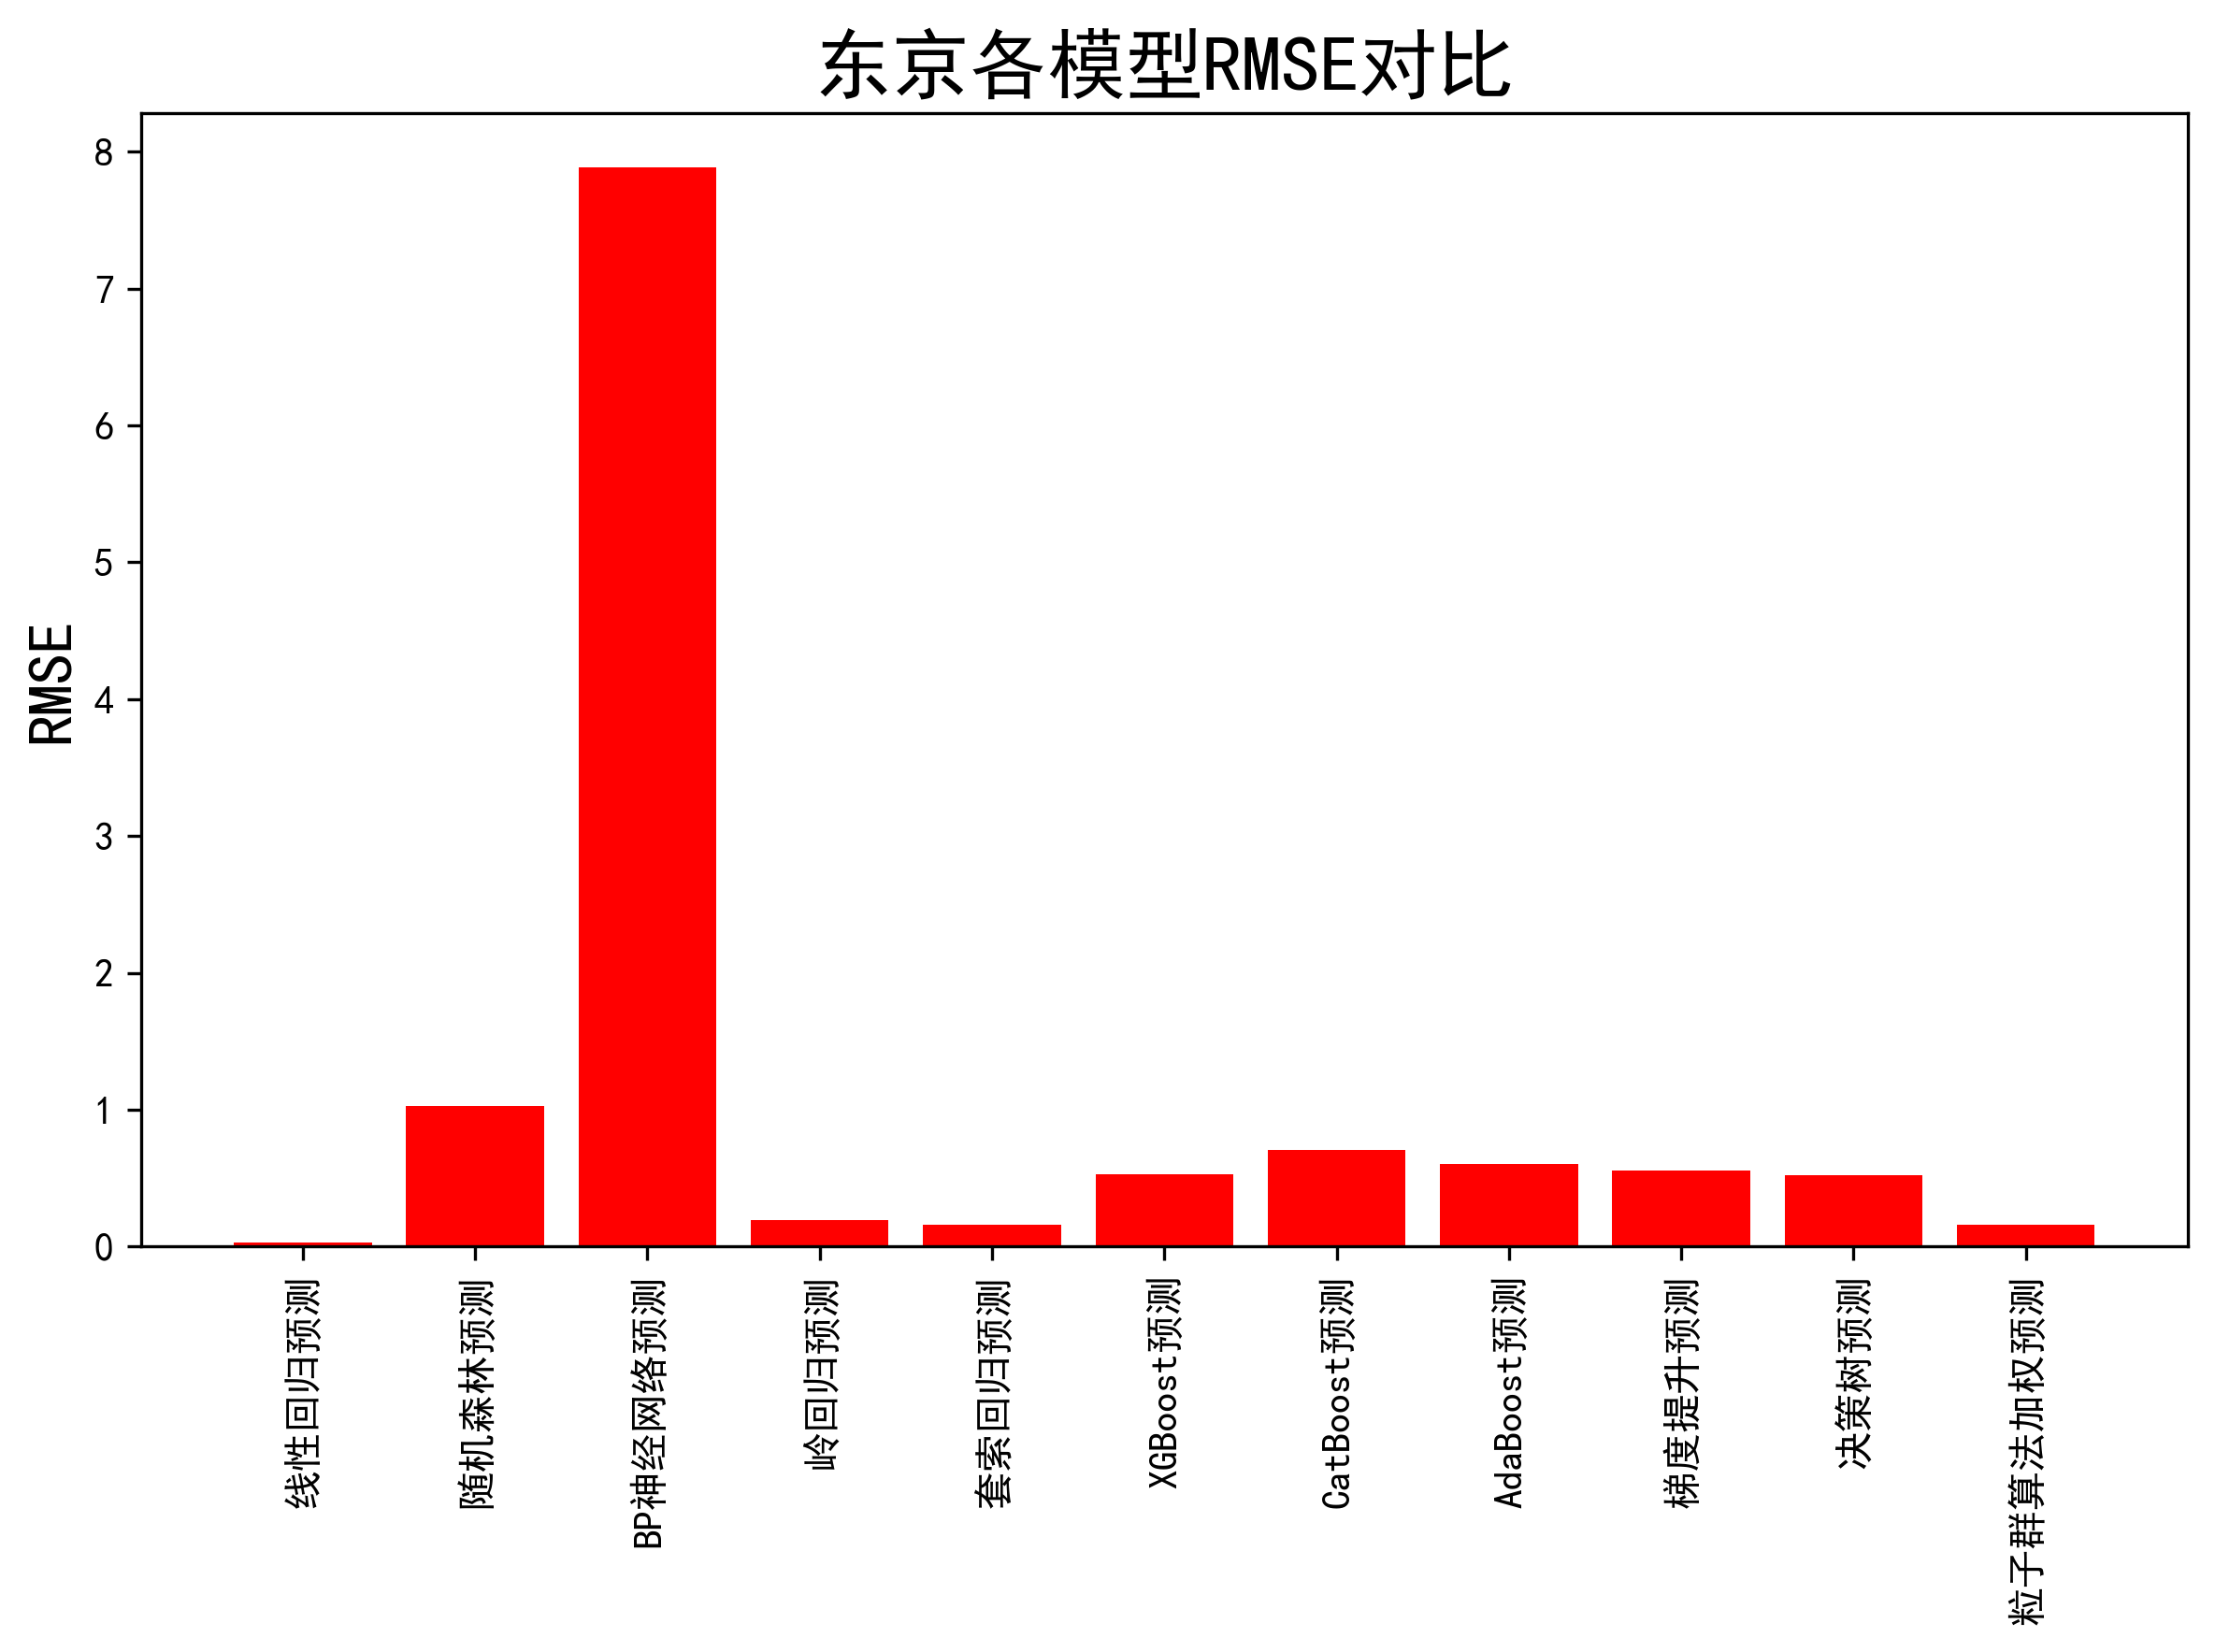 东京各模型RMSE对比
RMSE
8
7
6
5
4
3
2
1
0
线性回归预测
随机森林预测
BP神经网络预测
岭回归预测
套索回归预测
XGBoost预测
CatBoost预测
AdaBoost预测
梯度提升预测
决策树预测
粒子群算法加权预测